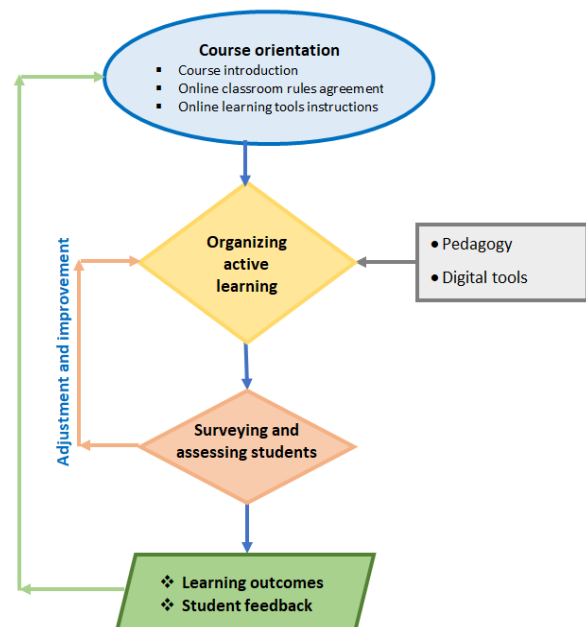 Course orientation
▪ Course introduction
▪ Online classroom rules agreement
▪ Online learning tools instructions
Organizing
active
learning
• Pedagogy
• Digital tools
Adjustment and improvement
Surveying and
assessing students
❖ Learning outcomes
❖ Student feedback